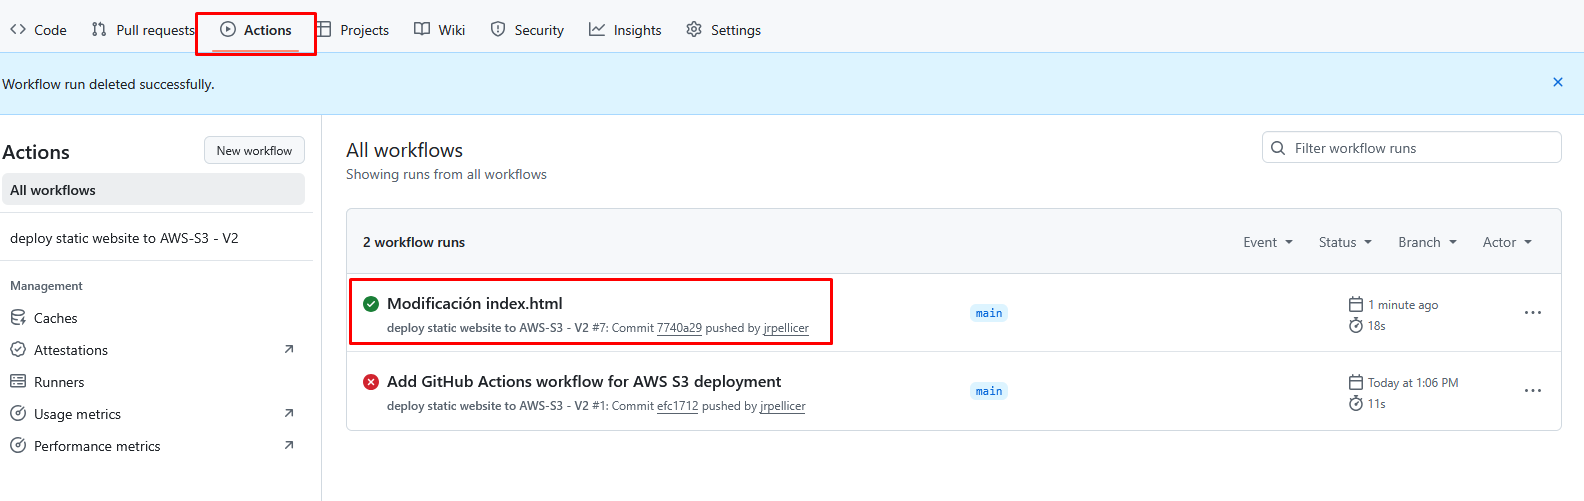 Code Pull requests Actions Projects Wiki Security Insights Settings
Workflow run deleted successfully.
Actions
New workflow
All workflows
deploy static website to AWS-S3 - V2
Management
Caches
Attestations
Runners
Usage metrics
Performance metrics
All workflows
Showing runs from all workflows
Filter workflow runs
2 workflow runs
Event Status Branch Actor
Modificación index.html
deploy static website to AWS-S3 - V2 #7: Commit 7740a29 pushed by jrpellicer
main
1 minute ago
18s
Add GitHub Actions workflow for AWS S3 deployment
deploy static website to AWS-S3 - V2 #1: Commit efc1712 pushed by jrpellicer
main
Today at 1:06 PM
11s